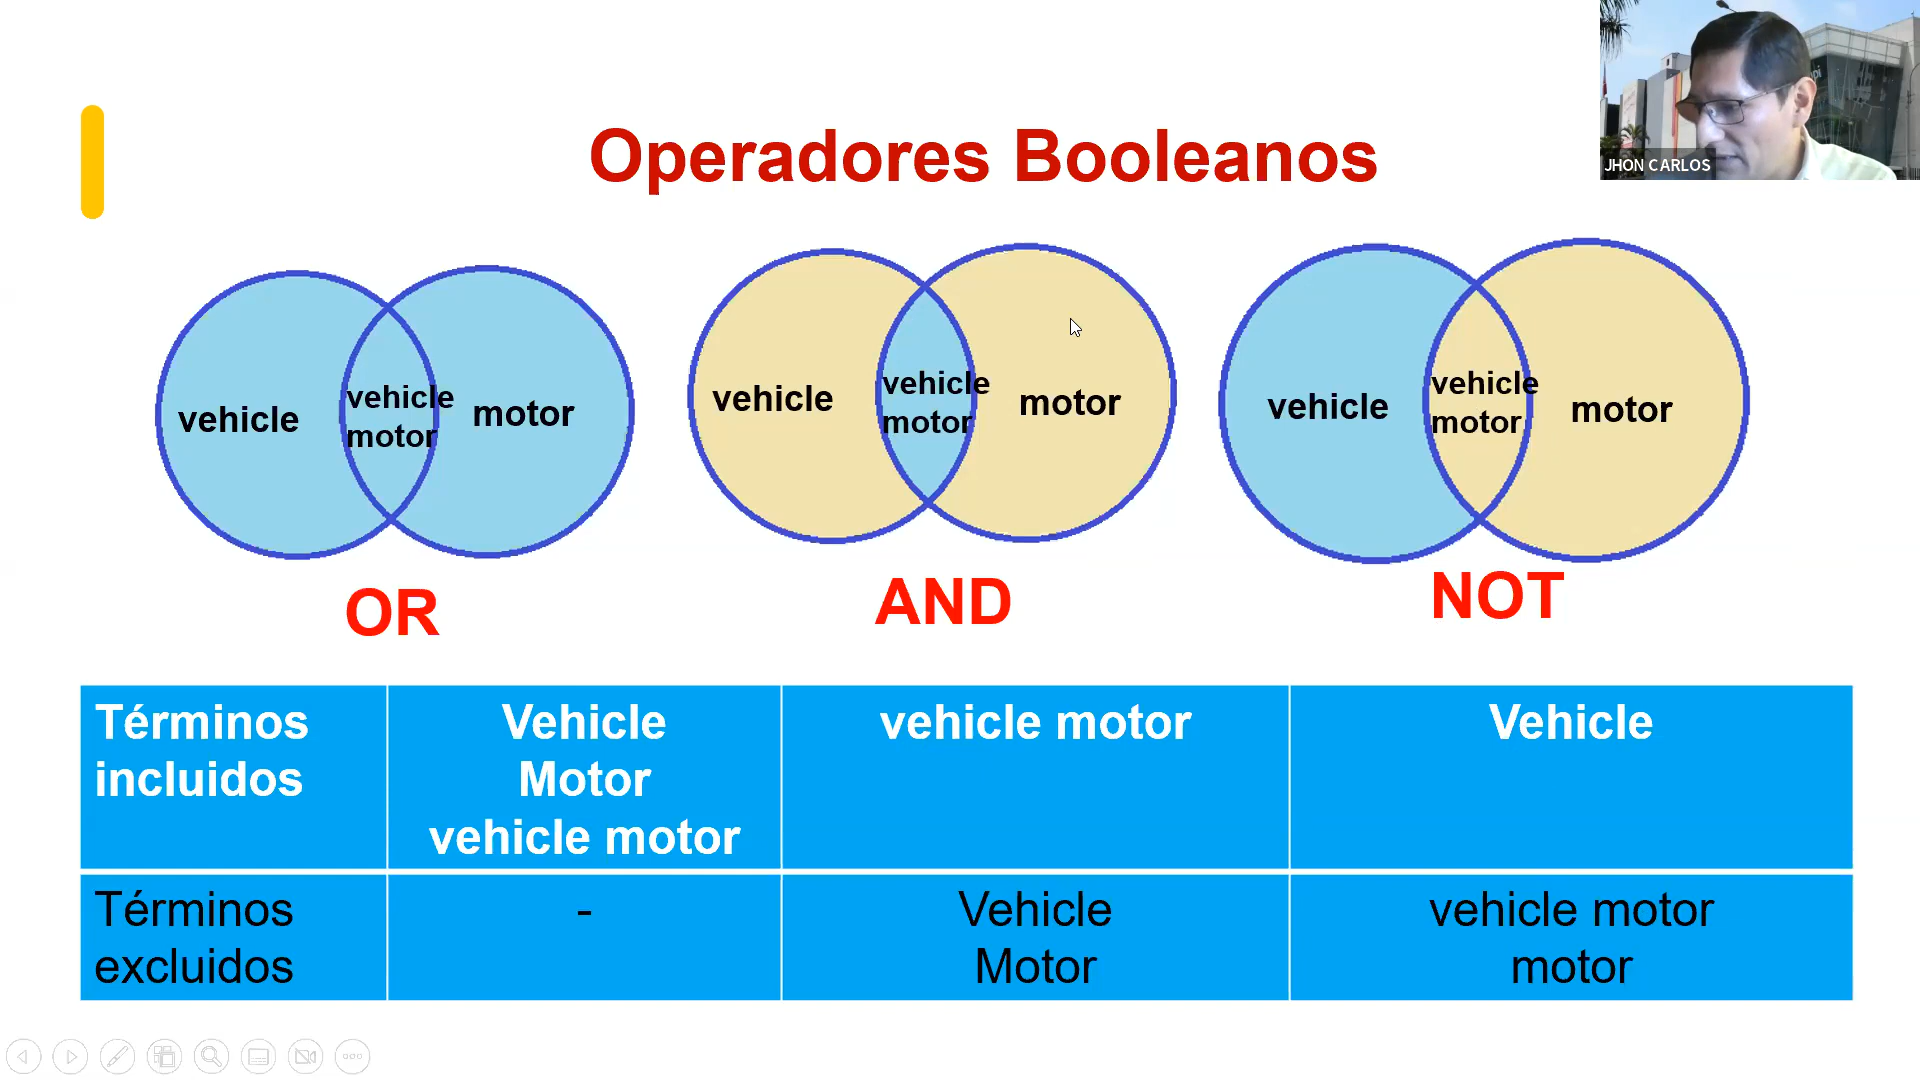 JHON CARLOS
Operadores Booleanos
vehicle
vehicle
motor
motor
vehicle
vehicle
motor
motor
vehicle
vehicle
motor
motor
OR
AND
NOT
Términos
incluidos
Vehicle
Motor
vehicle motor
vehicle motor
Vehicle
Términos
excluidos
-
Vehicle
Motor
vehicle motor
motor